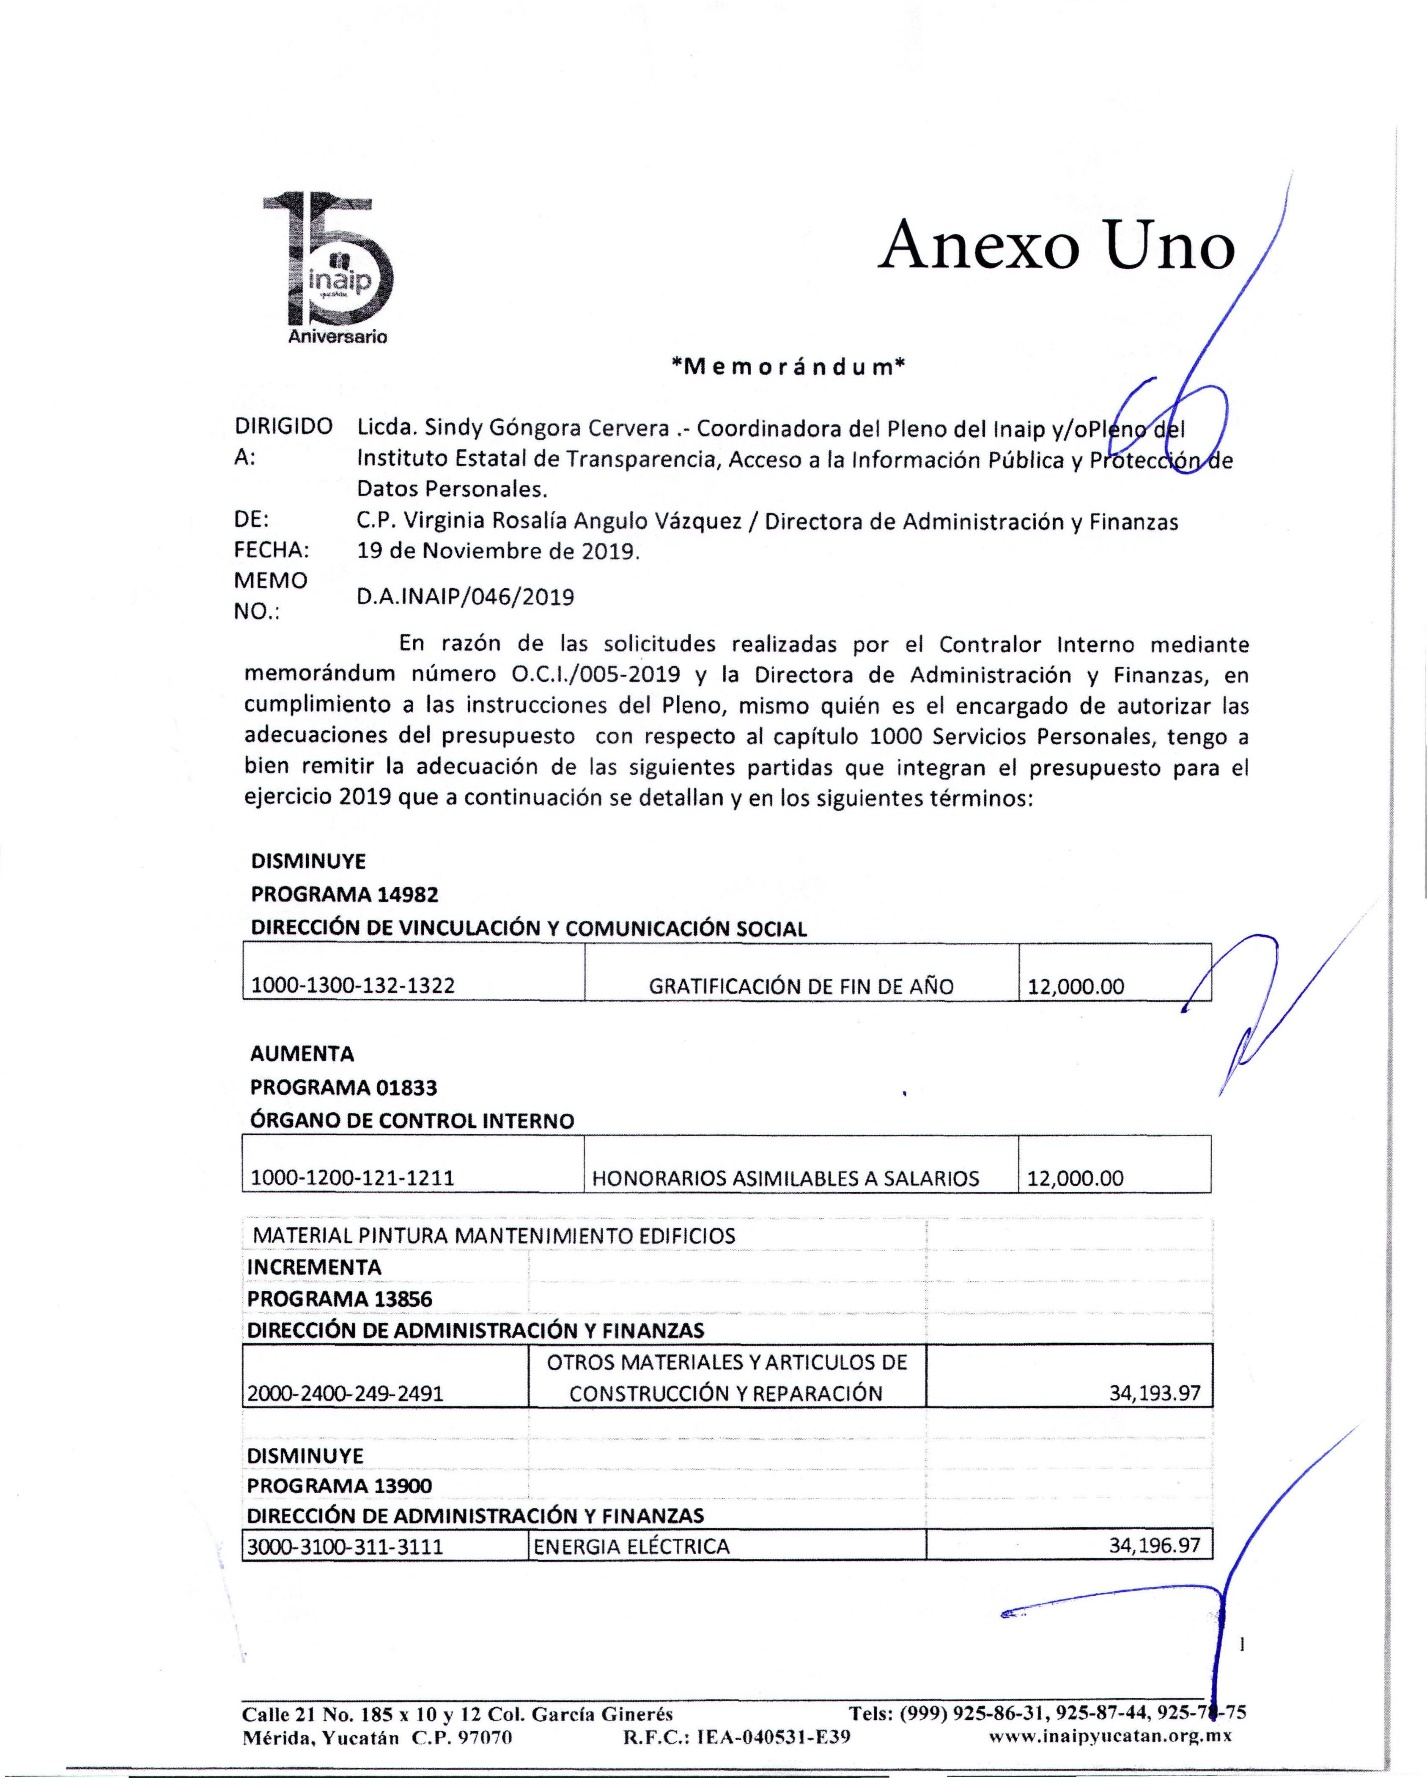 15
inaip
Aniversario
Anexo Uno
*Memorándum*
DIRIGIDO A: Licda. Sindy Góngora Cervera .- Coordinadora del Pleno del Inaip y/oPleno del
Instituto Estatal de Transparencia, Acceso a la Información Pública y Protección de
Datos Personales.
DE: C.P. Virginia Rosalía Angulo Vázquez / Directora de Administración y Finanzas
FECHA: 19 de Noviembre de 2019.
MEMO NO.: D.A.INAIP/046/2019
En razón de las solicitudes realizadas por el Contralor Interno mediante
memorándum número O.C.I./005-2019 y la Directora de Administración y Finanzas, en
cumplimiento a las instrucciones del Pleno, mismo quién es el encargado de autorizar las
adecuaciones del presupuesto con respecto al capítulo 1000 Servicios Personales, tengo a
bien remitir la adecuación de las siguientes partidas que integran el presupuesto para el
ejercicio 2019 que a continuación se detallan y en los siguientes términos:
DISMINUYE
PROGRAMA 14982
DIRECCIÓN DE VINCULACIÓN Y COMUNICACIÓN SOCIAL
1000-1300-132-1322 GRATIFICACIÓN DE FIN DE AÑO 12,000.00
AUMENTA
PROGRAMA 01833
ÓRGANO DE CONTROL INTERNO
1000-1200-121-1211 HONORARIOS ASIMILABLES A SALARIOS 12,000.00
MATERIAL PINTURA MANTENIMIENTO EDIFICIOS
INCREMENTA
PROGRAMA 13856
DIRECCIÓN DE ADMINISTRACIÓN Y FINANZAS
2000-2400-249-2491 OTROS MATERIALES Y ARTICULOS DE
CONSTRUCCIÓN Y REPARACIÓN 34,193.97
DISMINUYE
PROGRAMA 13900
DIRECCIÓN DE ADMINISTRACIÓN Y FINANZAS
3000-3100-311-3111 ENERGIA ELÉCTRICA 34,196.97
1
Calle 21 No. 185 x 10 y 12 Col. García Ginerés Tels: (999) 925-86-31, 925-87-44, 925-78-75
Mérida, Yucatán C.P. 97070 R.F.C.: IEA-040531-E39 www.inaipyucatan.org.mx